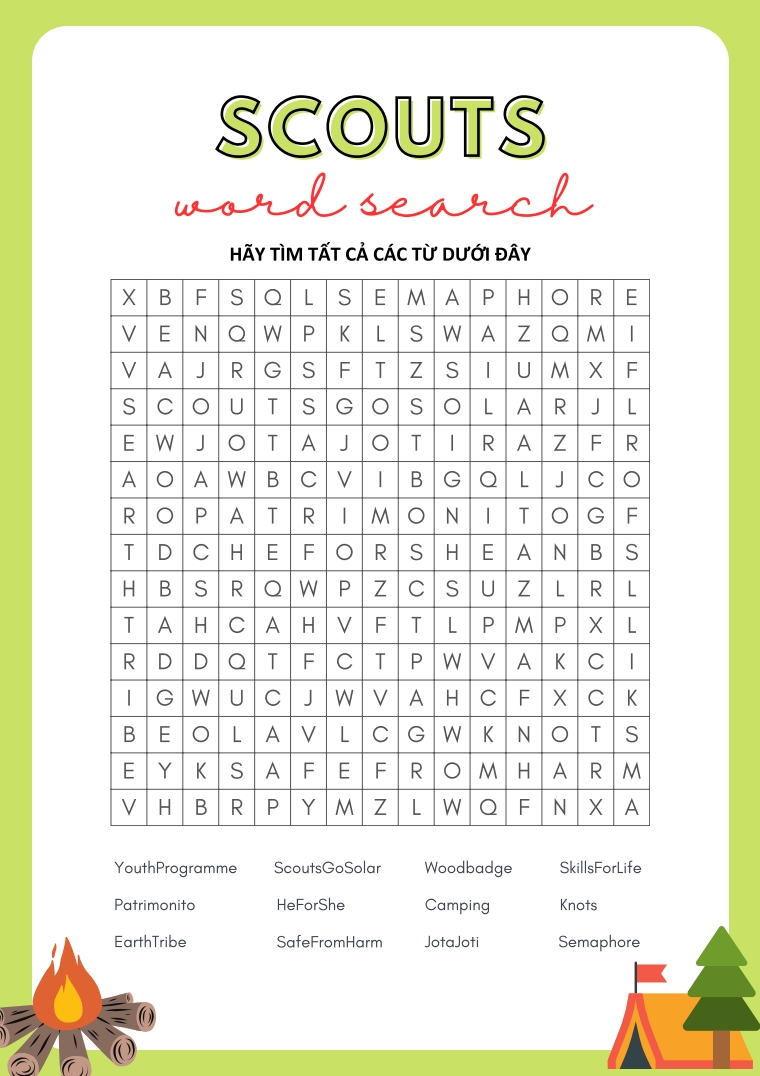 SCOUTS
word search
HÃY TÌM TẤT CẢ CÁC TỪ DƯỚI ĐÂY
X B F S Q L S E M A P H O R E
V E N Q W P K L S W A Z Q M I
V A J R G S F T Z S I U M X F
S C O U T S G O S O L A R J L
E W J O T A J O T I R A Z F R
A O A W B C V I B G Q L J C O
R O P A T R I M O N I T O G F
T D C H E F O R S H E A N B S
H B S R Q W P Z C S U Z L R L
T A H C A H V F T L P M P X L
R D D Q T F C T P W V A K C I
I G W U C J W V A H C F X C K
B E O L A V L C G W K N O T S
E Y K S A F E F R O M H A R M
V H B R P Y M Z L W Q F N X A
YouthProgramme ScoutsGoSolar Woodbadge SkillsForLife
Patrimonito HeForShe Camping Knots
EarthTribe SafeFromHarm JotaJoti Semaphore